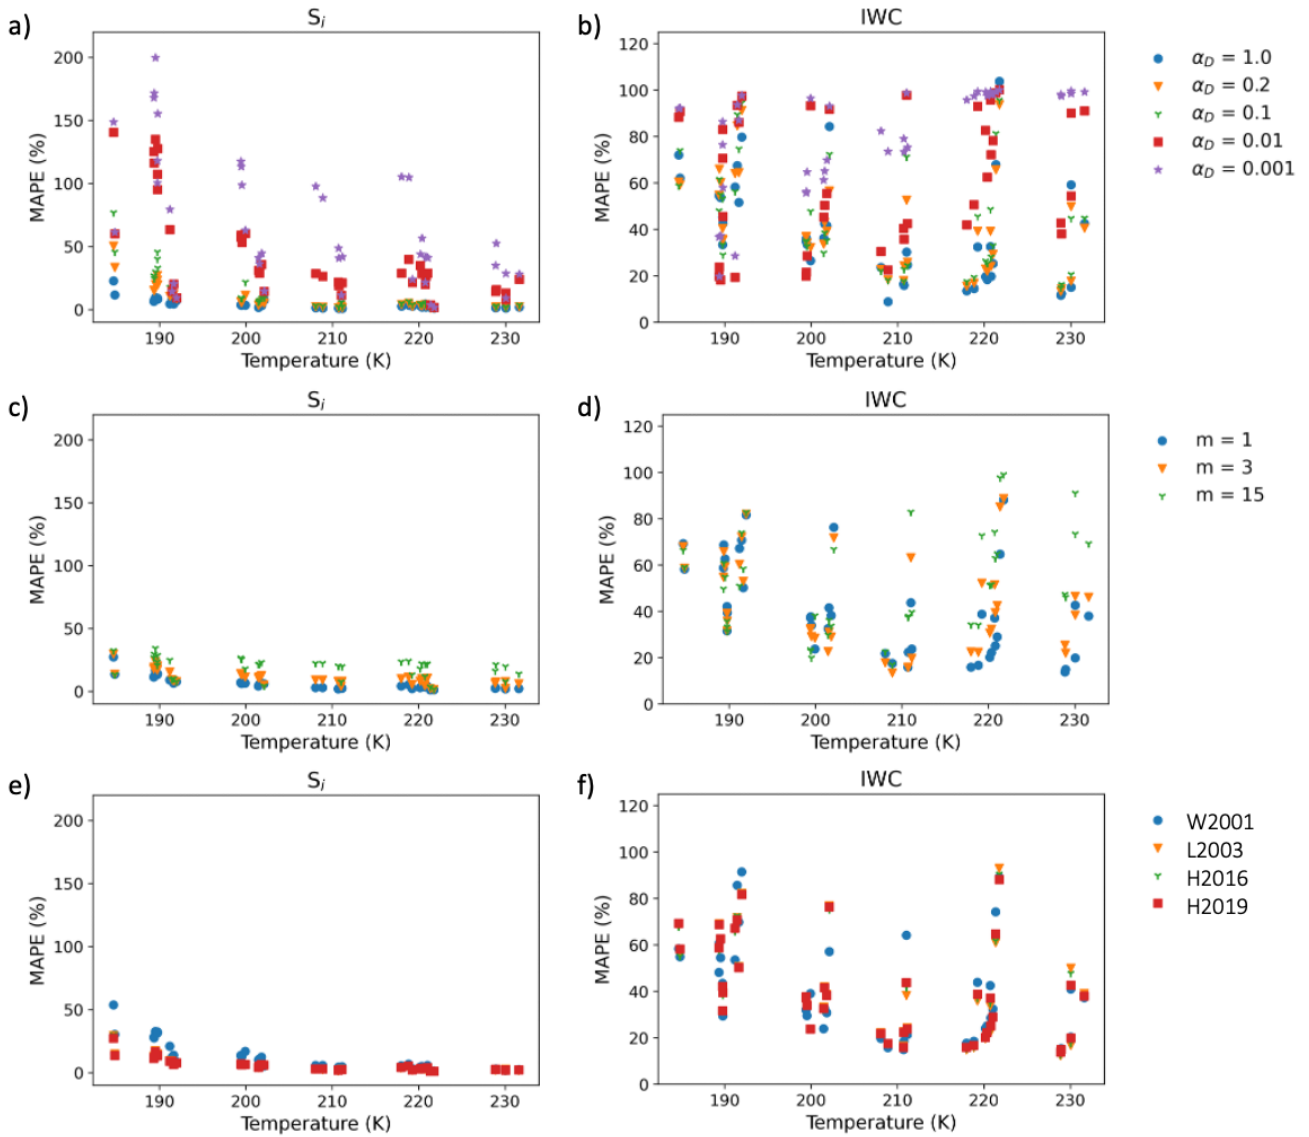 a)
S_i
MAPE (%)
200
150
100
50
0
190 200 210 220 230
Temperature (K)
b)
IWC
MAPE (%)
120
100
80
60
40
20
0
190 200 210 220 230
Temperature (K)
α_D = 1.0
α_D = 0.2
α_D = 0.1
α_D = 0.01
α_D = 0.001
c)
S_i
MAPE (%)
200
150
100
50
0
190 200 210 220 230
Temperature (K)
d)
IWC
MAPE (%)
120
100
80
60
40
20
0
190 200 210 220 230
Temperature (K)
m = 1
m = 3
m = 15
e)
S_i
MAPE (%)
200
150
100
50
0
190 200 210 220 230
Temperature (K)
f)
IWC
MAPE (%)
120
100
80
60
40
20
0
190 200 210 220 230
Temperature (K)
W2001
L2003
H2016
H2019